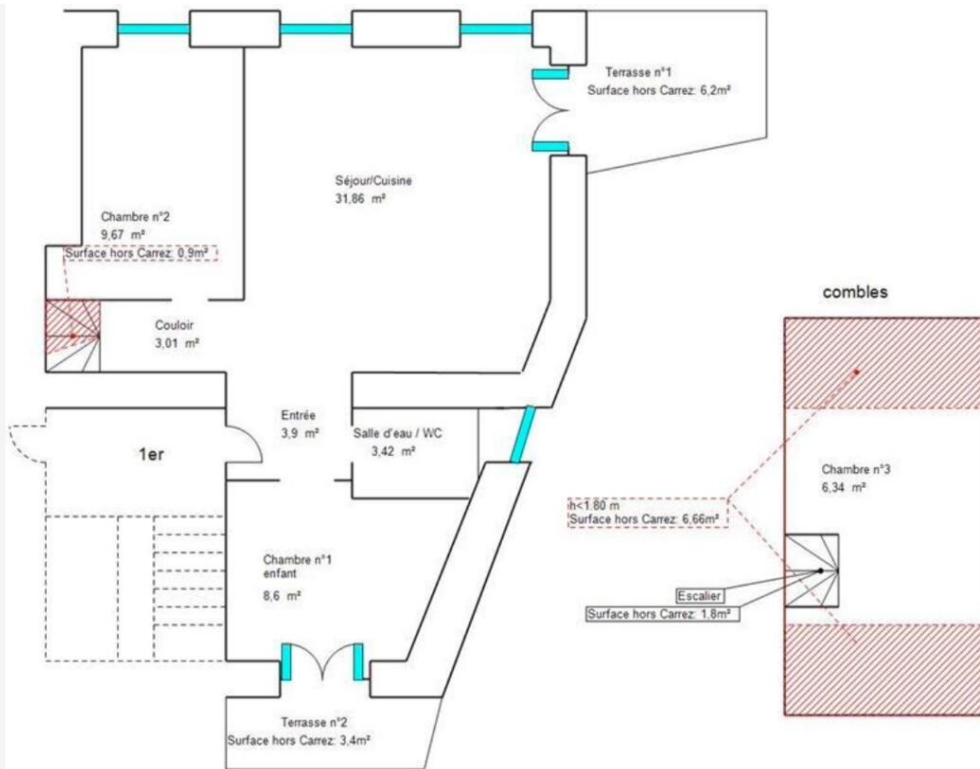 Terrasse n°1
Surface hors Carrez: 6,2m²
Séjour/Cuisine
31,86 m²
Chambre n°2
9,67 m²
Surface hors Carrez: 0,9m²
Couloir
3,01 m²
Entrée
3,9 m²
Salle d'eau / WC
3,42 m²
1er
Chambre n°1
enfant
8,6 m²
Terrasse n°2
Surface hors Carrez: 3,4m²
combles
Chambre n°3
6,34 m²
h<1.80 m
Surface hors Carrez: 6,66m²
Escalier
Surface hors Carrez: 1,8m²